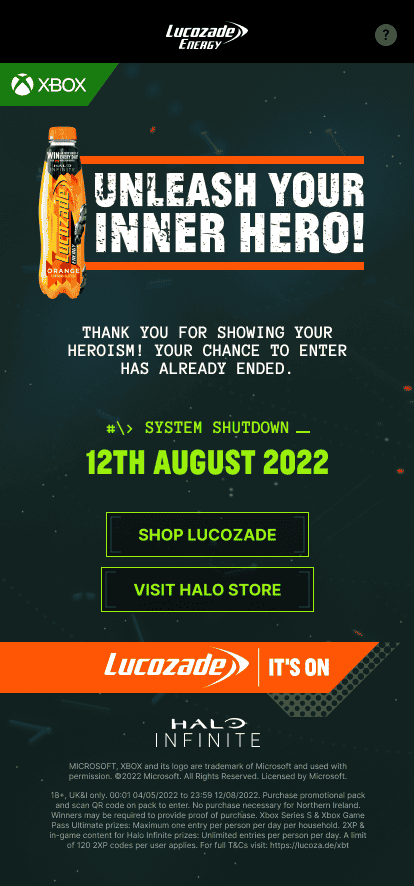 LUCOZADE
ENERGY
?
XBOX
WIN
HALO
INFINITE
Lucozade
ENERGY
ORANGE
UNLEASH YOUR
INNER HERO!
THANK YOU FOR SHOWING YOUR
HEROISM! YOUR CHANCE TO ENTER
HAS ALREADY ENDED.
#\> SYSTEM SHUTDOWN _
12TH AUGUST 2022
SHOP LUCOZADE
VISIT HALO STORE
Lucozade IT'S ON
HALO
INFINITE
MICROSOFT, XBOX and its logo are trademark of Microsoft and used with
permission. ©2022 Microsoft. All Rights Reserved. Licensed by Microsoft.
18+, UK&I only. 00:01 04/05/2022 to 23:59 12/08/2022. Purchase promotional pack
and scan QR code on pack to enter. No purchase necessary for Northern Ireland.
Winners may be required to provide proof of purchase. Xbox Series S & Xbox Game
Pass Ultimate prizes: Maximum one entry per person per day per household. 2XP &
in-game content for Halo Infinite prizes: Unlimited entries per person per day. A limit
of 120 2XP codes per user applies. For full T&Cs visit: https://lucoza.de/xbt